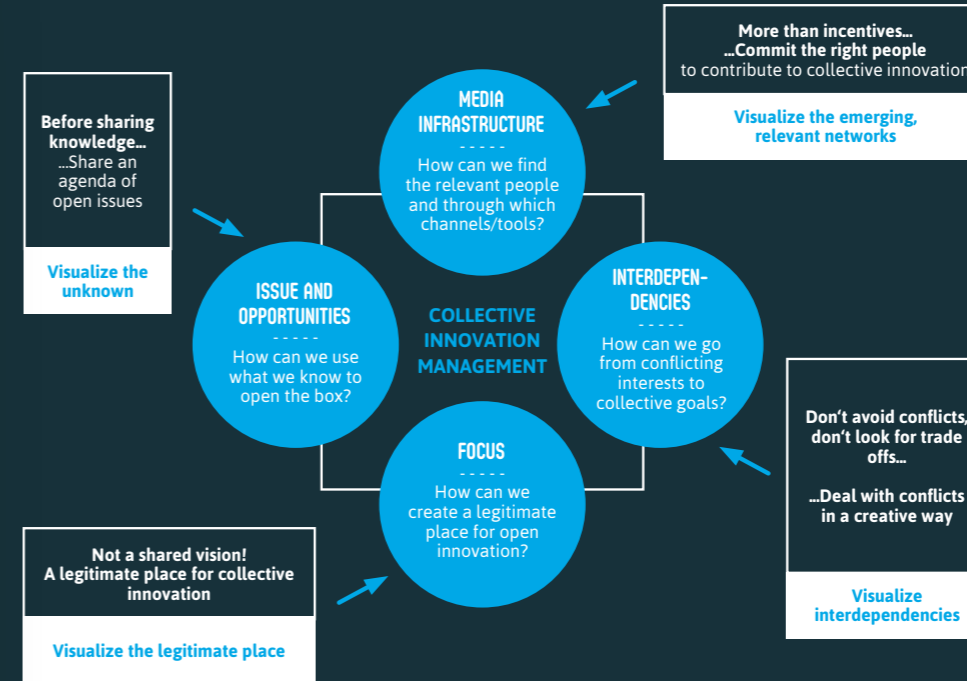 More than incentives...
...Commit the right people
to contribute to collective innovation
Visualize the emerging,
relevant networks
Before sharing
knowledge...
...Share an
agenda of
open issues
Visualize the
unknown
MEDIA
INFRASTRUCTURE
- - - - -
How can we find
the relevant people
and through which
channels/tools?
ISSUE AND
OPPORTUNITIES
- - - - -
How can we use
what we know to
open the box?
COLLECTIVE
INNOVATION
MANAGEMENT
INTERDEPEN-
DENCIES
- - - - -
How can we go
from conflicting
interests to
collective goals?
FOCUS
- - - - -
How can we
create a legitimate
place for open
innovation?
Don‘t avoid conflicts,
don‘t look for trade
offs...
...Deal with conflicts
in a creative way
Visualize
interdependencies
Not a shared vision!
A legitimate place for collective
innovation
Visualize the legitimate place